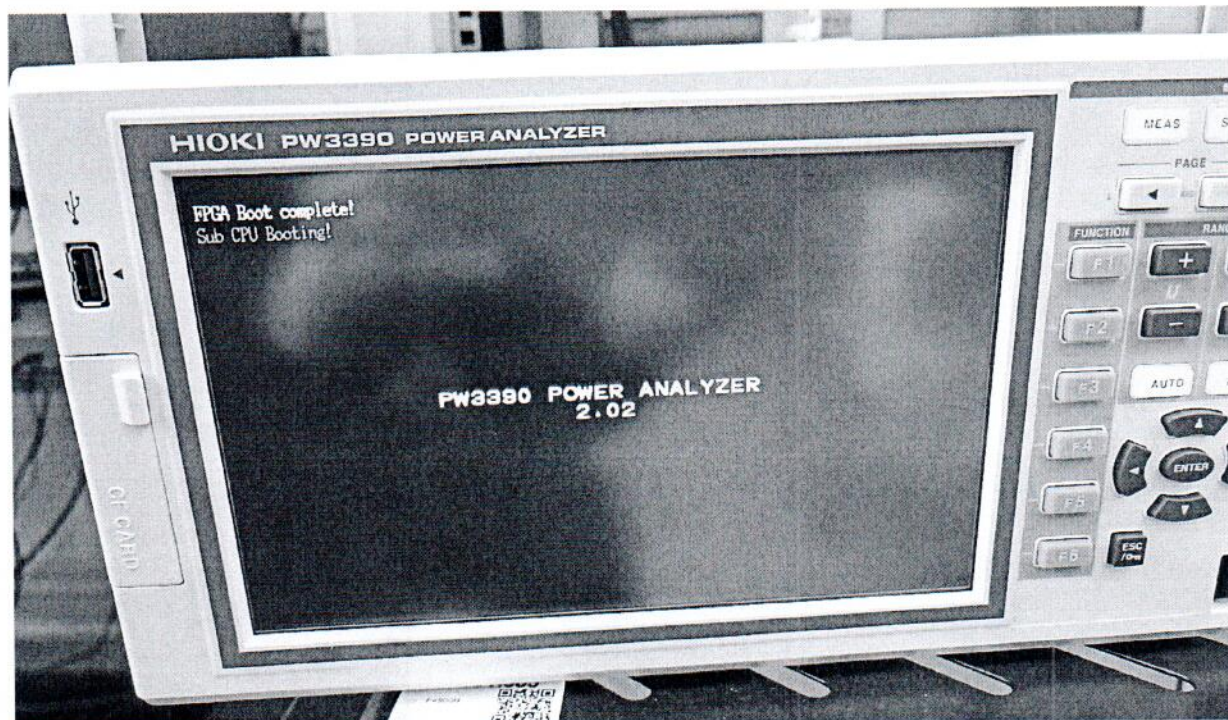 HIOKI PW3390 POWER ANALYZER
FPGA Boot complete!
Sub CPU Booting!
PW3390 POWER ANALYZER
2.02
CF CARD
MEAS
PAGE
FUNCTION
F1
F2
F3
F4
F5
F6
+
U
−
AUTO
ENTER
ESC